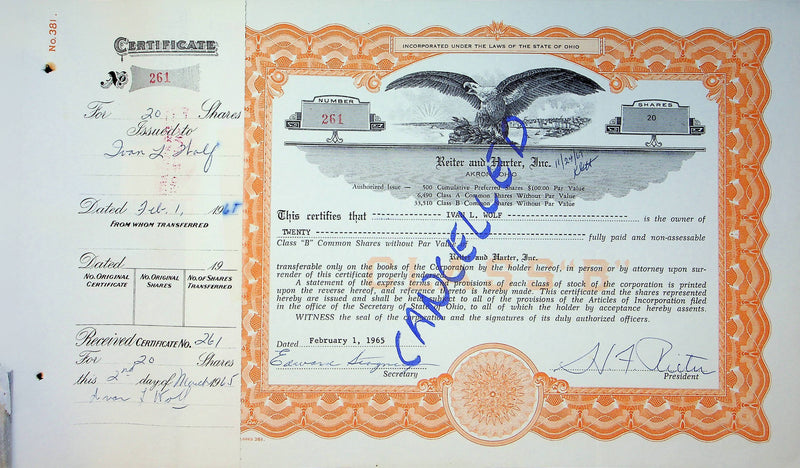 No. 381.
CERTIFICATE
No 261
For 20 Shares
Issued to
Ivan L. Wolf
Dated Feb. 1, 1965
FROM WHOM TRANSFERRED
Dated 19
NO. ORIGINAL CERTIFICATE
NO. ORIGINAL SHARES
NO. OF SHARES TRANSFERRED
Received CERTIFICATE NO. 261
For 20 Shares
this 2nd day of March 1965
Ivan L Wolf
INCORPORATED UNDER THE LAWS OF THE STATE OF OHIO
NUMBER
261
SHARES
20
Reiter and Harter, Inc.
AKRON, OHIO
11/24/67
Authorized Issue — 500 Cumulative Preferred Shares $100.00 Par Value
6,490 Class A Common Shares Without Par Value
33,510 Class B Common Shares Without Par Value
CANCELLED
This certifies that IVAN L. WOLF is the owner of
TWENTY fully paid and non-assessable
Class "B" Common Shares without Par Value
Reiter and Harter, Inc.
CLASS "B"
transferable only on the books of the Corporation by the holder hereof, in person or by attorney upon sur-
render of this certificate properly endorsed.
A statement of the express terms and provisions of each class of stock of the corporation is printed
upon the reverse hereof, and reference thereto is hereby made. This certificate and the shares represented
hereby are issued and shall be held subject to all of the provisions of the Articles of Incorporation filed
in the office of the Secretary of State of Ohio, to all of which the holder by acceptance hereby assents.
WITNESS the seal of the corporation and the signatures of its duly authorized officers.
Dated February 1, 1965
Edward
Secretary
H F Reiter
President